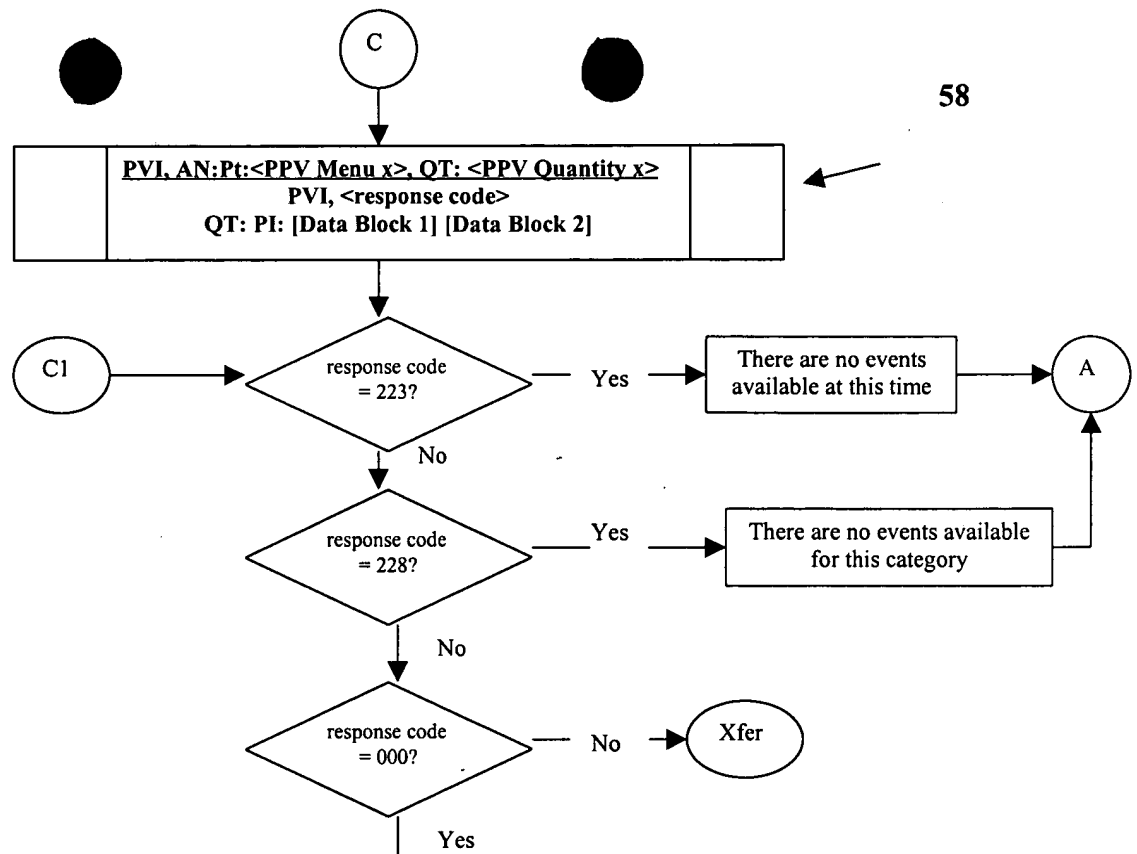 C
58
PVI, AN:Pt:<PPV Menu x>, QT: <PPV Quantity x>
PVI, <response code>
QT: PI: [Data Block 1] [Data Block 2]
C1
response code
= 223?
Yes
There are no events
available at this time
A
No
response code
= 228?
Yes
There are no events available
for this category
No
response code
= 000?
No
Xfer
Yes